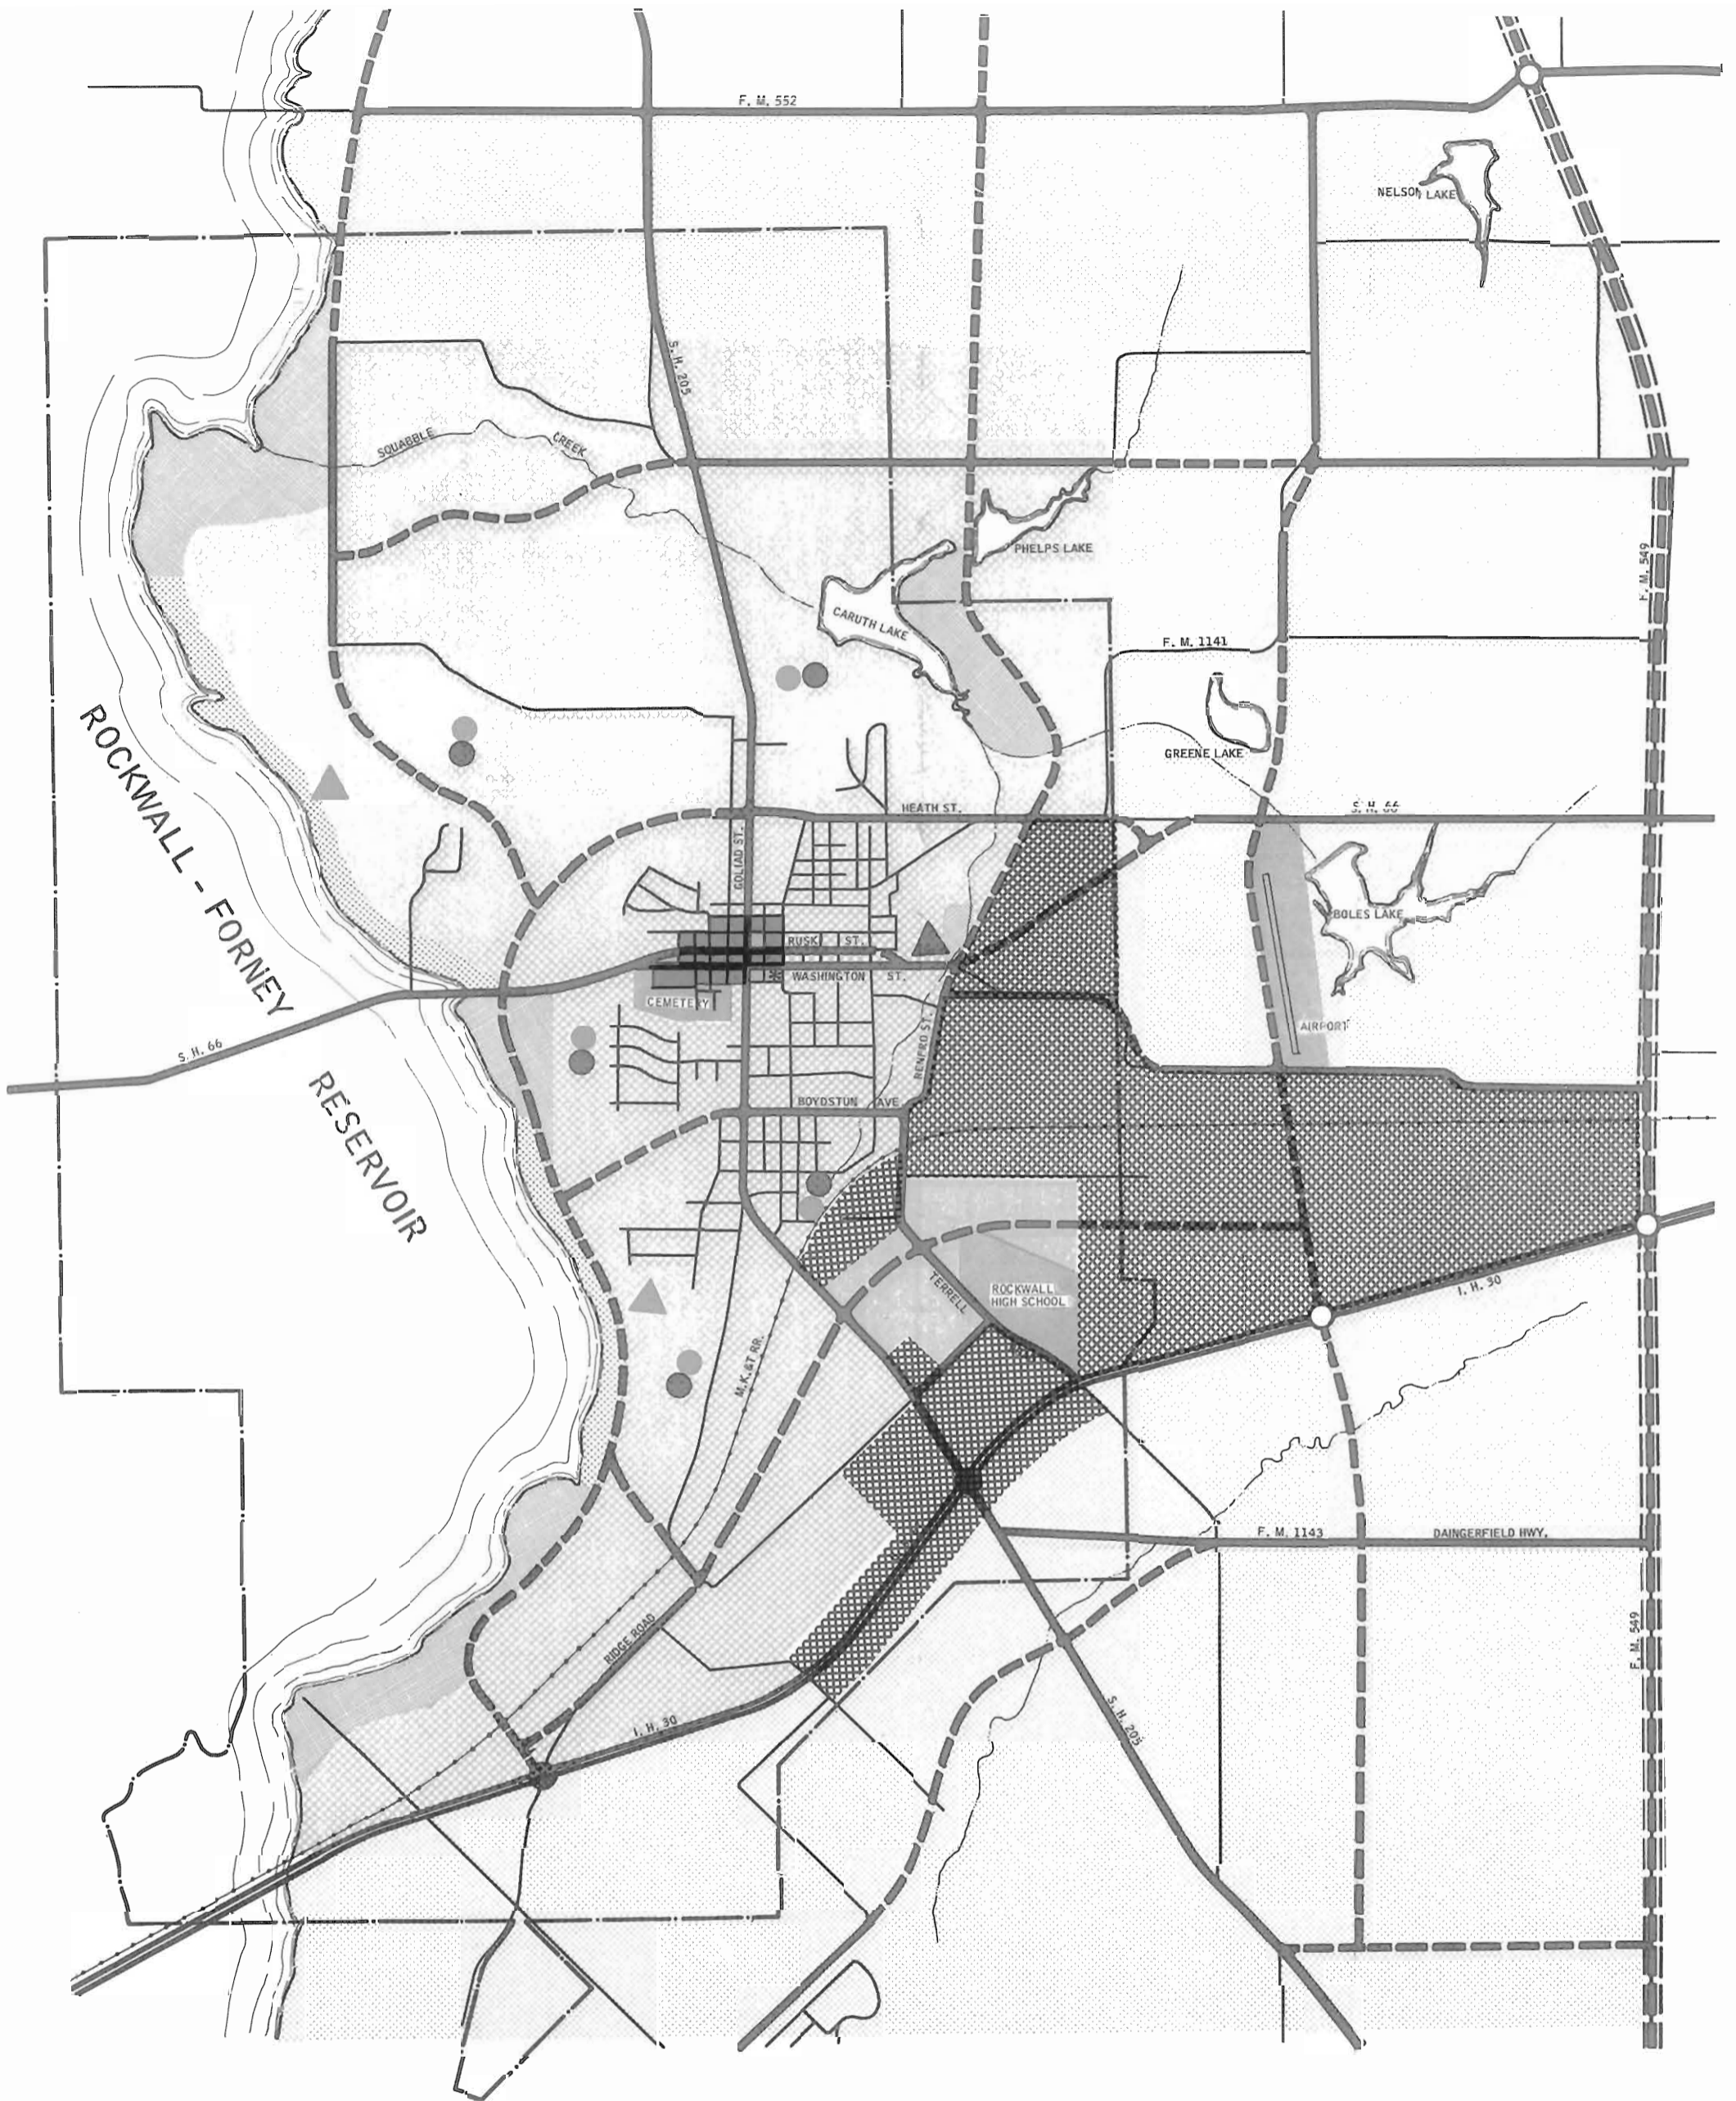 F. M. 552
NELSON LAKE
S. H. 205
SQUABBLE
CREEK
PHELPS LAKE
F. M. 549
CARUTH LAKE
F. M. 1141
GREENE LAKE
ROCKWALL - FORNEY
RESERVOIR
HEATH ST.
S. H. 66
GOLIAD ST.
BOLES LAKE
RUSK ST.
WASHINGTON ST.
CEMETERY
AIRPORT
RENFRO ST.
S. H. 66
BOYDSTUN AVE.
TERRELL
ROCKWALL
HIGH SCHOOL
I. H. 30
M. K. & T RR.
F. M. 1143
DAINGERFIELD HWY.
RIDGE ROAD
F. M. 549
I. H. 30
S. H. 205